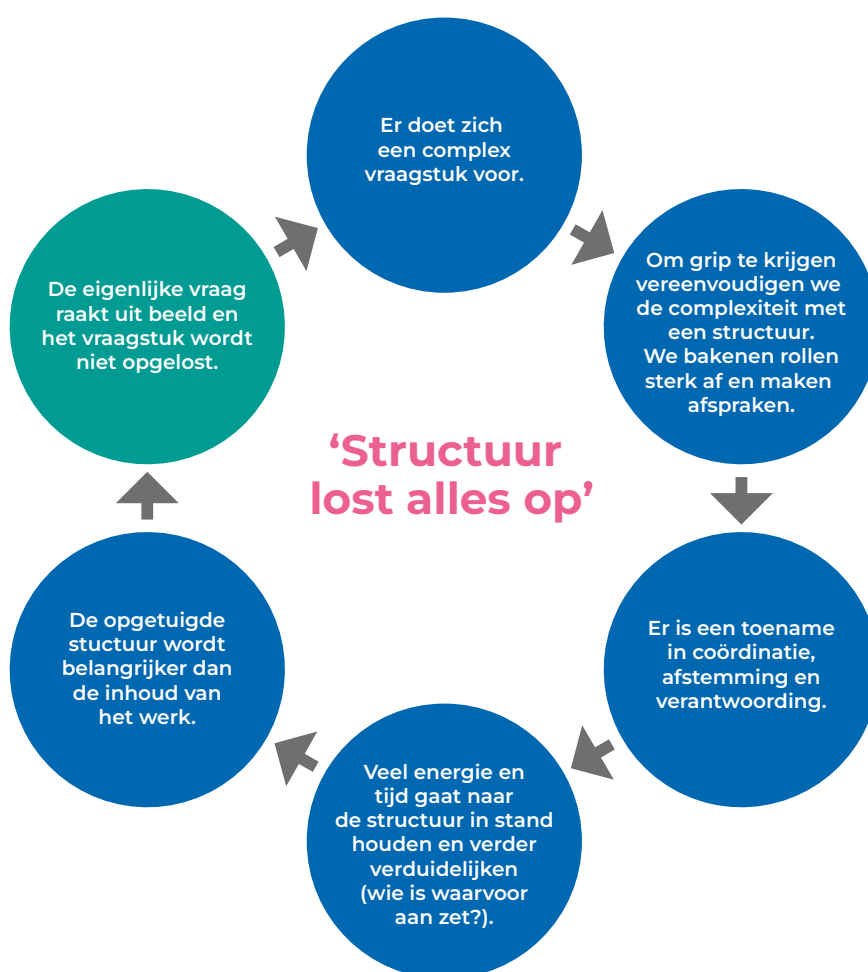 Er doet zich
een complex
vraagstuk voor.
Om grip te krijgen
vereenvoudigen we
de complexiteit met
een structuur.
We bakenen rollen
sterk af en maken
afspraken.
Er is een toename
in coördinatie,
afstemming en
verantwoording.
Veel energie en
tijd gaat naar
de structuur in stand
houden en verder
verduidelijken
(wie is waarvoor
aan zet?).
De opgetuigde
stuctuur wordt
belangrijker dan
de inhoud van
het werk.
De eigenlijke vraag
raakt uit beeld en
het vraagstuk wordt
niet opgelost.
‘Structuur
lost alles op’